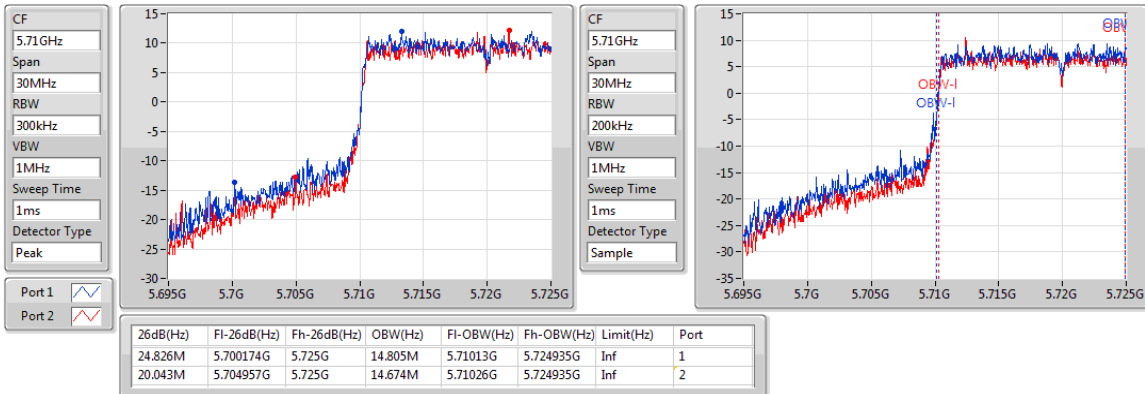 CF
5.71GHz
Span
30MHz
RBW
300kHz
VBW
1MHz
Sweep Time
1ms
Detector Type
Peak
Port 1
Port 2
15
10
5
0
-5
-10
-15
-20
-25
-30
5.695G 5.7G 5.705G 5.71G 5.715G 5.72G 5.725G
CF
5.71GHz
Span
30MHz
RBW
200kHz
VBW
1MHz
Sweep Time
1ms
Detector Type
Sample
15
10
5
0
-5
-10
-15
-20
-25
-30
-35
OBW-l
OBW-l
5.695G 5.7G 5.705G 5.71G 5.715G 5.72G 5.725G
26dB(Hz) Fl-26dB(Hz) Fh-26dB(Hz) OBW(Hz) Fl-OBW(Hz) Fh-OBW(Hz) Limit(Hz) Port
24.826M 5.700174G 5.725G 14.805M 5.71013G 5.724935G Inf 1
20.043M 5.704957G 5.725G 14.674M 5.71026G 5.724935G Inf 2